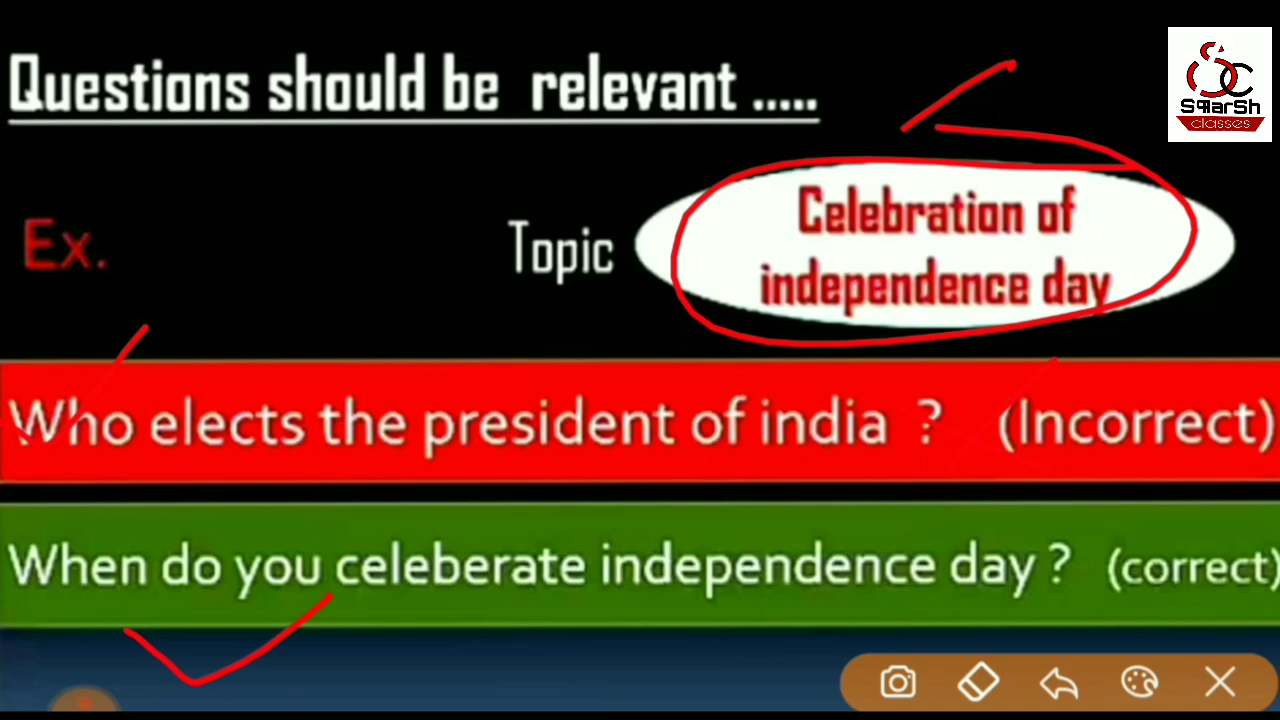 Questions should be relevant .....
SparSh
classes
Ex.
Topic
Celebration of
independence day
Who elects the president of india ? (Incorrect)
When do you celeberate independence day ? (correct)